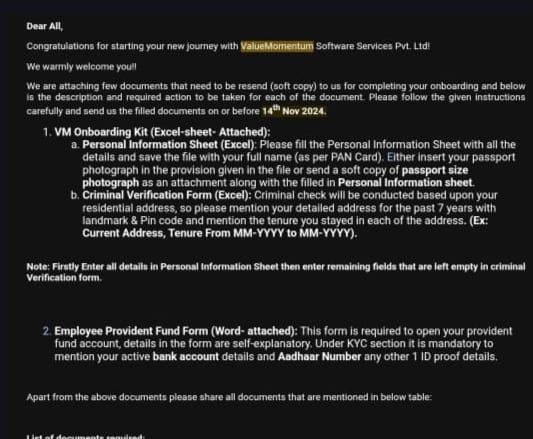 Dear All,
Congratulations for starting your new journey with ValueMomentum Software Services Pvt. Ltd!
We warmly welcome you!!
We are attaching few documents that need to be resend (soft copy) to us for completing your onboarding and below
is the description and required action to be taken for each of the document. Please follow the given instructions
carefully and send us the filled documents on or before 14th Nov 2024.
1. VM Onboarding Kit (Excel-sheet- Attached):
a. Personal Information Sheet (Excel): Please fill the Personal Information Sheet with all the
details and save the file with your full name (as per PAN Card). Either insert your passport
photograph in the provision given in the file or send a soft copy of passport size
photograph as an attachment along with the filled in Personal Information sheet.
b. Criminal Verification Form (Excel): Criminal check will be conducted based upon your
residential address, so please mention your detailed address for the past 7 years with
landmark & Pin code and mention the tenure you stayed in each of the address. (Ex:
Current Address, Tenure From MM-YYYY to MM-YYYY).
Note: Firstly Enter all details in Personal Information Sheet then enter remaining fields that are left empty in criminal
Verification form.
2. Employee Provident Fund Form (Word- attached): This form is required to open your provident
fund account, details in the form are self-explanatory. Under KYC section it is mandatory to
mention your active bank account details and Aadhaar Number any other 1 ID proof details.
Apart from the above documents please share all documents that are mentioned in below table:
List of documents required: